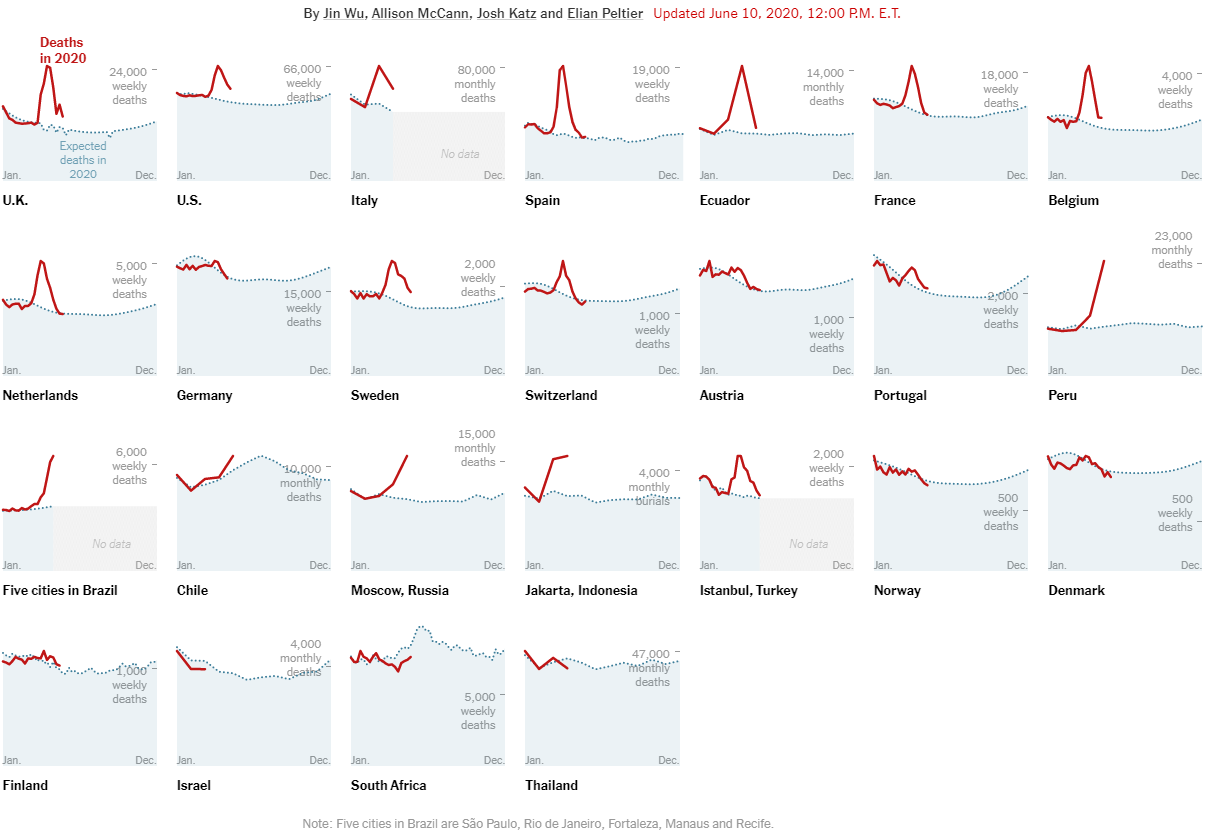 By Jin Wu, Allison McCann, Josh Katz and Elian Peltier Updated June 10, 2020, 12:00 P.M. E.T.
Deaths
in 2020
24,000
weekly
deaths
Expected
deaths in
2020
Jan. Dec.
U.K.
66,000
weekly
deaths
Jan. Dec.
U.S.
80,000
monthly
deaths
No data
Jan. Dec.
Italy
19,000
weekly
deaths
Jan. Dec.
Spain
14,000
monthly
deaths
Jan. Dec.
Ecuador
18,000
weekly
deaths
Jan. Dec.
France
4,000
weekly
deaths
Jan. Dec.
Belgium
5,000
weekly
deaths
Jan. Dec.
Netherlands
15,000
weekly
deaths
Jan. Dec.
Germany
2,000
weekly
deaths
Jan. Dec.
Sweden
1,000
weekly
deaths
Jan. Dec.
Switzerland
1,000
weekly
deaths
Jan. Dec.
Austria
2,000
weekly
deaths
Jan. Dec.
Portugal
23,000
monthly
deaths
Jan. Dec.
Peru
6,000
weekly
deaths
No data
Jan. Dec.
Five cities in Brazil
10,000
monthly
deaths
Jan. Dec.
Chile
15,000
monthly
deaths
Jan. Dec.
Moscow, Russia
4,000
monthly
burials
Jan. Dec.
Jakarta, Indonesia
2,000
weekly
deaths
No data
Jan. Dec.
Istanbul, Turkey
500
weekly
deaths
Jan. Dec.
Norway
500
weekly
deaths
Jan. Dec.
Denmark
1,000
weekly
deaths
Jan. Dec.
Finland
4,000
monthly
deaths
Jan. Dec.
Israel
5,000
weekly
deaths
Jan. Dec.
South Africa
47,000
monthly
deaths
Jan. Dec.
Thailand
Note: Five cities in Brazil are São Paulo, Rio de Janeiro, Fortaleza, Manaus and Recife.